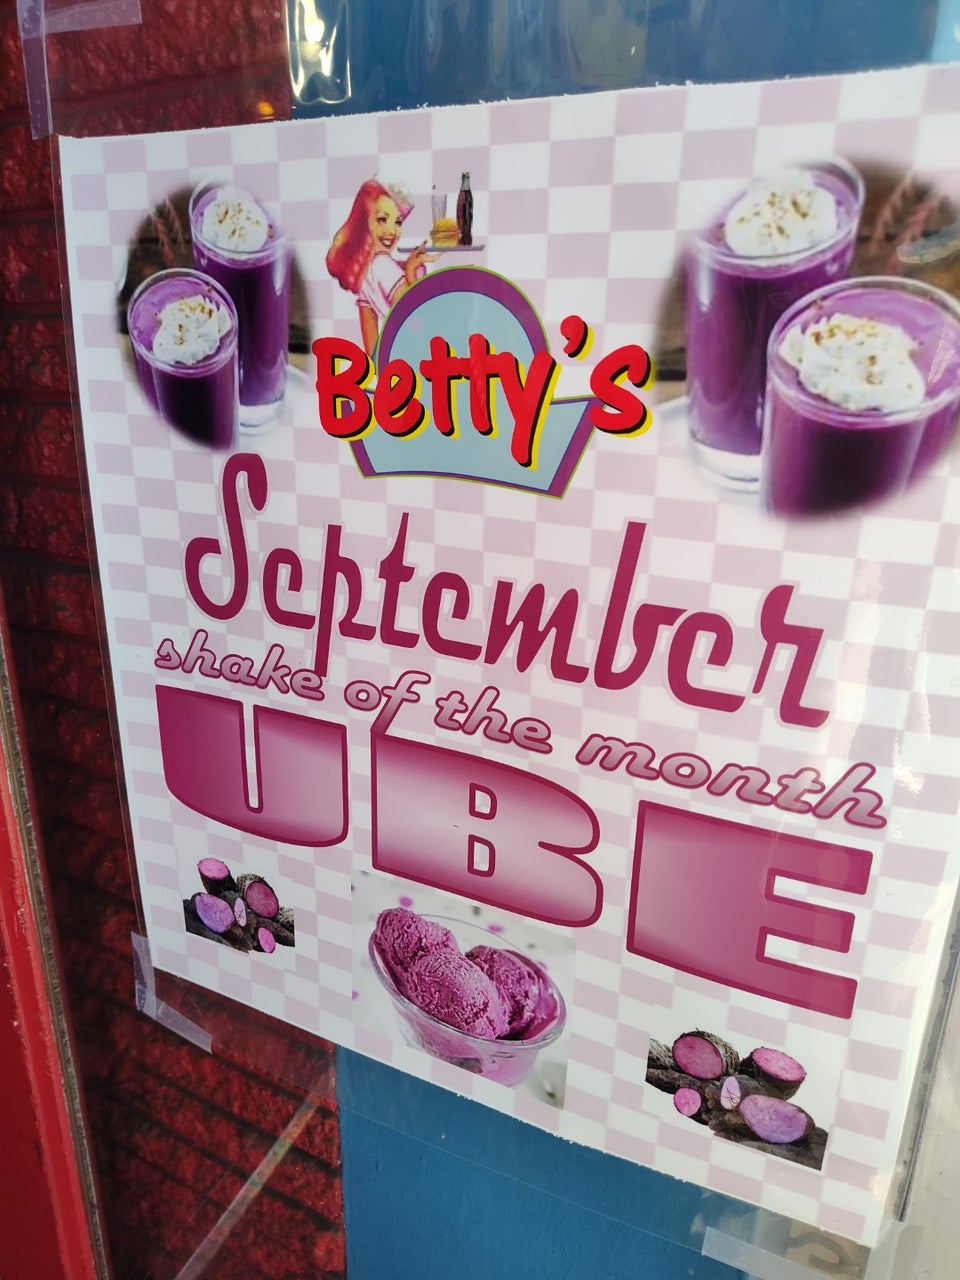 Betty's
September
shake of the month
UBE